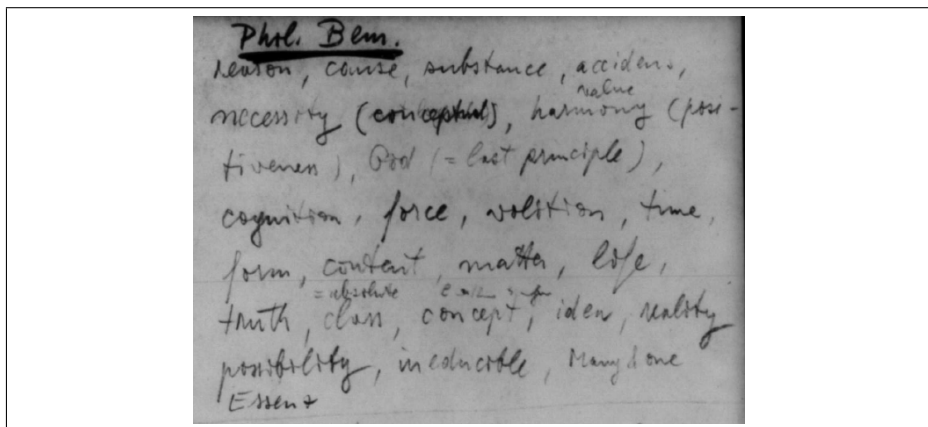 Phil. Bem.
reason, cause, substance, accidens,
value
necessity (conceptual), harmony (posi-
tiveness), God (= last principle),
cognition, force, volition, time,
form, content, matter, life,
= absolute
truth, class, concept, idea, reality
possibility, irreducible, Many & one
Essen